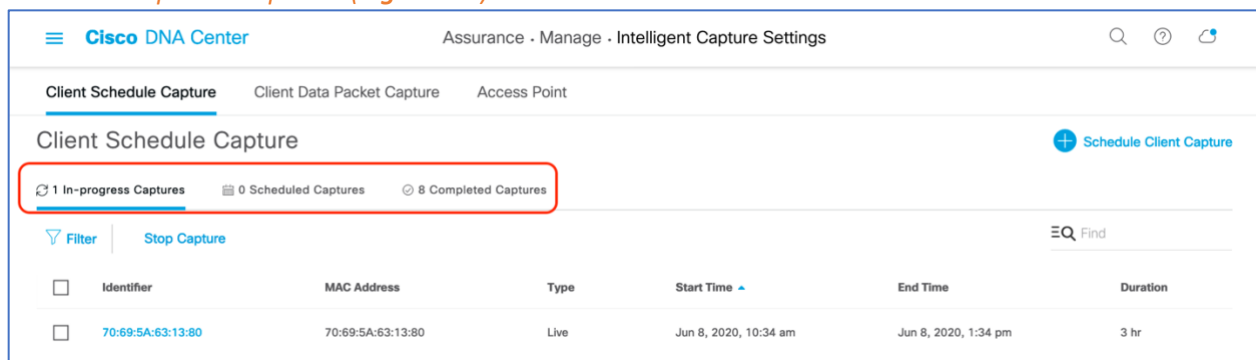 Cisco DNA Center Assurance · Manage · Intelligent Capture Settings
Client Schedule Capture Client Data Packet Capture Access Point
Client Schedule Capture Schedule Client Capture
1 In-progress Captures 0 Scheduled Captures 8 Completed Captures
Filter Stop Capture Find
Identifier MAC Address Type Start Time End Time Duration
70:69:5A:63:13:80 70:69:5A:63:13:80 Live Jun 8, 2020, 10:34 am Jun 8, 2020, 1:34 pm 3 hr